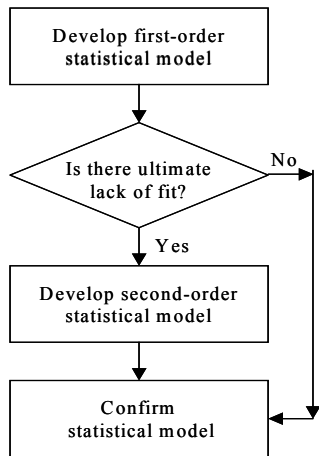 Develop first-order
statistical model
Is there ultimate
lack of fit?
No
Yes
Develop second-order
statistical model
Confirm
statistical model